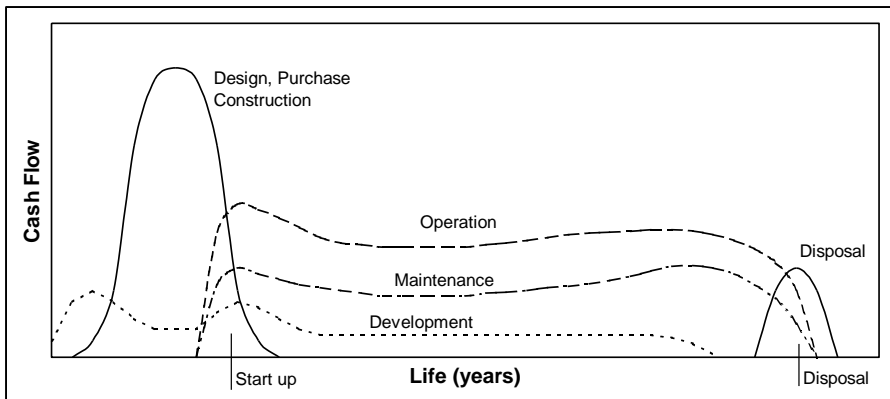 Design, Purchase
Construction
Operation
Disposal
Maintenance
Development
Cash Flow
Start up
Life (years)
Disposal